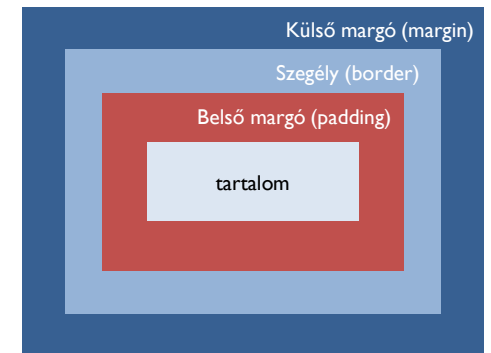 Külső margó (margin)
Szegély (border)
Belső margó (padding)
tartalom